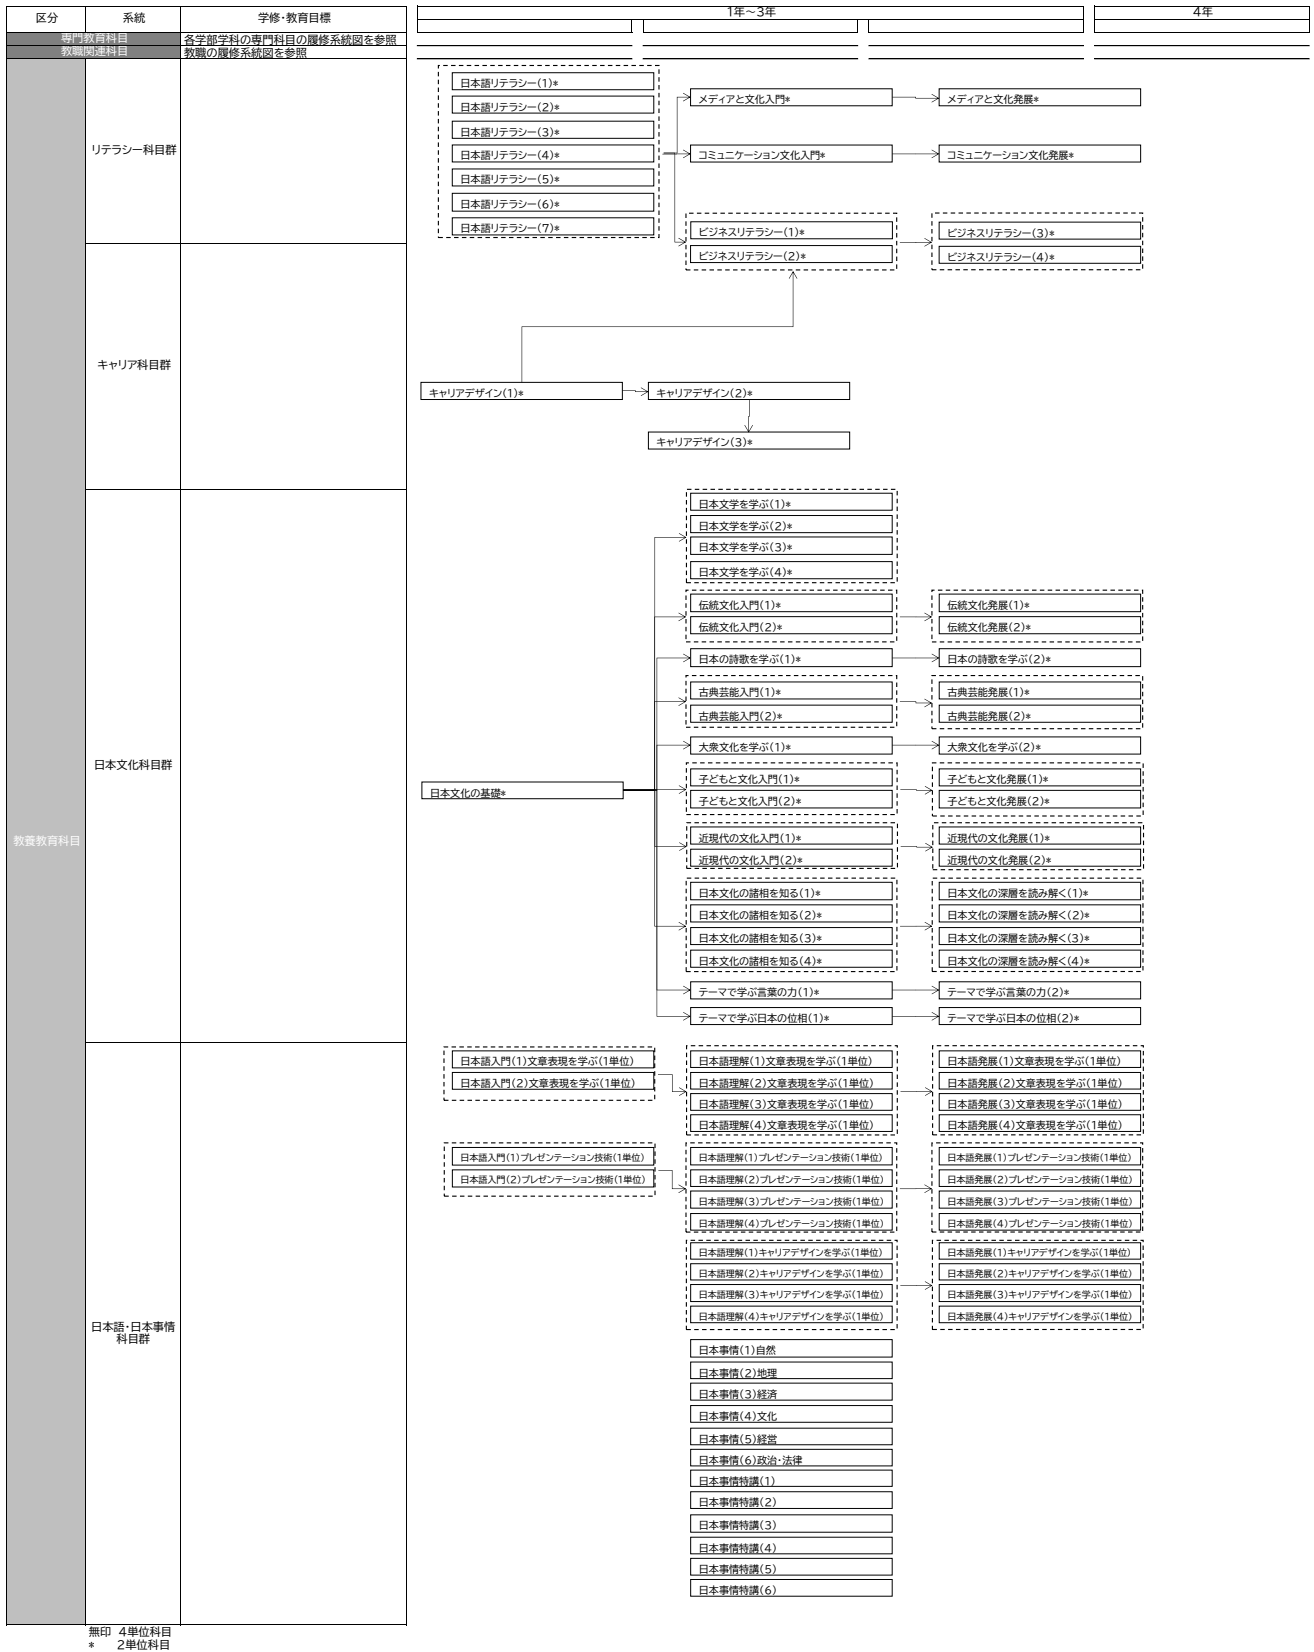 区分
系統
学修・教育目標
1年～3年
4年
専門教育科目
各学部学科の専門科目の履修系統図を参照
教職関連科目
教職の履修系統図を参照
教養教育科目
リテラシー科目群
日本語リテラシー(1)*
日本語リテラシー(2)*
日本語リテラシー(3)*
日本語リテラシー(4)*
日本語リテラシー(5)*
日本語リテラシー(6)*
日本語リテラシー(7)*
メディアと文化入門*
メディアと文化発展*
コミュニケーション文化入門*
コミュニケーション文化発展*
ビジネスリテラシー(1)*
ビジネスリテラシー(2)*
ビジネスリテラシー(3)*
ビジネスリテラシー(4)*
キャリア科目群
キャリアデザイン(1)*
キャリアデザイン(2)*
キャリアデザイン(3)*
日本文化科目群
日本文化の基礎*
日本文学を学ぶ(1)*
日本文学を学ぶ(2)*
日本文学を学ぶ(3)*
日本文学を学ぶ(4)*
伝統文化入門(1)*
伝統文化入門(2)*
伝統文化発展(1)*
伝統文化発展(2)*
日本の詩歌を学ぶ(1)*
日本の詩歌を学ぶ(2)*
古典芸能入門(1)*
古典芸能入門(2)*
古典芸能発展(1)*
古典芸能発展(2)*
大衆文化を学ぶ(1)*
大衆文化を学ぶ(2)*
子どもと文化入門(1)*
子どもと文化入門(2)*
子どもと文化発展(1)*
子どもと文化発展(2)*
近現代の文化入門(1)*
近現代の文化入門(2)*
近現代の文化発展(1)*
近現代の文化発展(2)*
日本文化の諸相を知る(1)*
日本文化の諸相を知る(2)*
日本文化の諸相を知る(3)*
日本文化の諸相を知る(4)*
日本文化の深層を読み解く(1)*
日本文化の深層を読み解く(2)*
日本文化の深層を読み解く(3)*
日本文化の深層を読み解く(4)*
テーマで学ぶ言葉の力(1)*
テーマで学ぶ言葉の力(2)*
テーマで学ぶ日本の位相(1)*
テーマで学ぶ日本の位相(2)*
日本語・日本事情
科目群
日本語入門(1)文章表現を学ぶ(1単位)
日本語入門(2)文章表現を学ぶ(1単位)
日本語理解(1)文章表現を学ぶ(1単位)
日本語理解(2)文章表現を学ぶ(1単位)
日本語理解(3)文章表現を学ぶ(1単位)
日本語理解(4)文章表現を学ぶ(1単位)
日本語発展(1)文章表現を学ぶ(1単位)
日本語発展(2)文章表現を学ぶ(1単位)
日本語発展(3)文章表現を学ぶ(1単位)
日本語発展(4)文章表現を学ぶ(1単位)
日本語入門(1)プレゼンテーション技術(1単位)
日本語入門(2)プレゼンテーション技術(1単位)
日本語理解(1)プレゼンテーション技術(1単位)
日本語理解(2)プレゼンテーション技術(1単位)
日本語理解(3)プレゼンテーション技術(1単位)
日本語理解(4)プレゼンテーション技術(1単位)
日本語発展(1)プレゼンテーション技術(1単位)
日本語発展(2)プレゼンテーション技術(1単位)
日本語発展(3)プレゼンテーション技術(1単位)
日本語発展(4)プレゼンテーション技術(1単位)
日本語理解(1)キャリアデザインを学ぶ(1単位)
日本語理解(2)キャリアデザインを学ぶ(1単位)
日本語理解(3)キャリアデザインを学ぶ(1単位)
日本語理解(4)キャリアデザインを学ぶ(1単位)
日本語発展(1)キャリアデザインを学ぶ(1単位)
日本語発展(2)キャリアデザインを学ぶ(1単位)
日本語発展(3)キャリアデザインを学ぶ(1単位)
日本語発展(4)キャリアデザインを学ぶ(1単位)
日本事情(1)自然
日本事情(2)地理
日本事情(3)経済
日本事情(4)文化
日本事情(5)経営
日本事情(6)政治・法律
日本事情特講(1)
日本事情特講(2)
日本事情特講(3)
日本事情特講(4)
日本事情特講(5)
日本事情特講(6)
無印 4単位科目
* 2単位科目